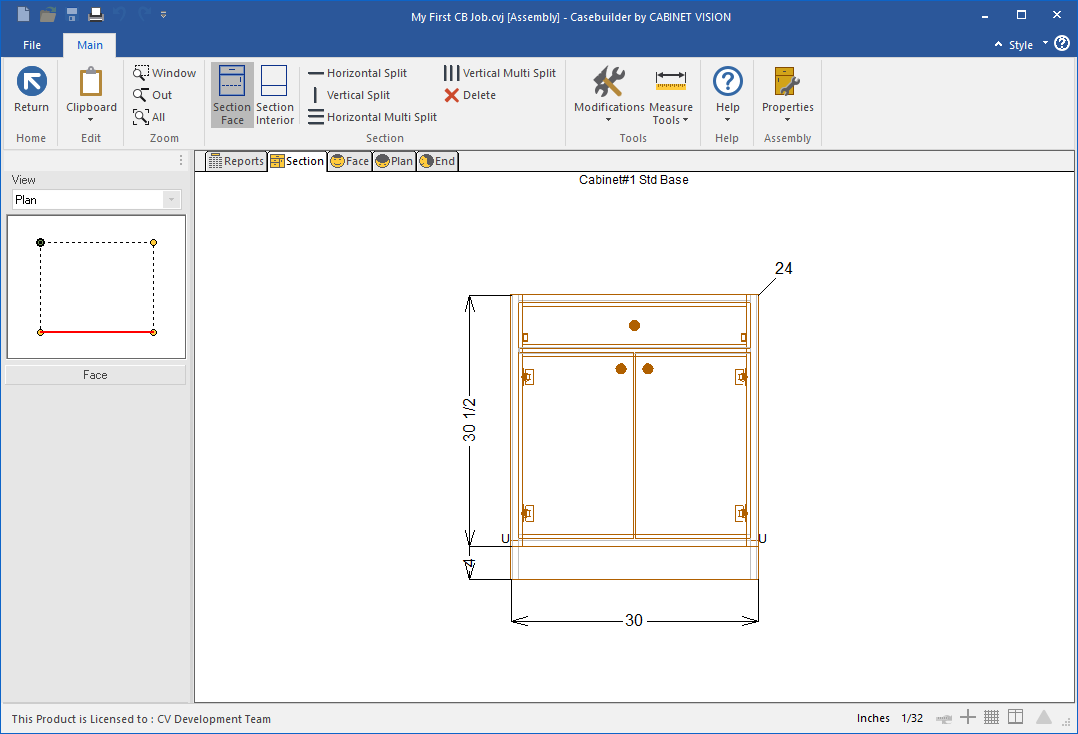 My First CB Job.cvj [Assembly] - Casebuilder by CABINET VISION
File Main Style
Window Horizontal Split Vertical Multi Split
Out Vertical Split Delete
Return Clipboard All Section Face Section Interior Horizontal Multi Split Modifications Measure Tools Help Properties
Home Edit Zoom Section Tools Help Assembly
Reports Section Face Plan End
View
Plan
Face
Cabinet#1 Std Base
24
30 1/2
U U
4
30
This Product is Licensed to : CV Development Team Inches 1/32